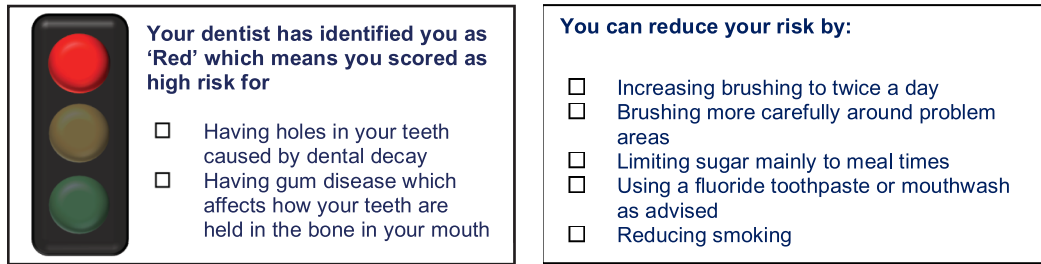 Your dentist has identified you as
‘Red’ which means you scored as
high risk for
☐ Having holes in your teeth
caused by dental decay
☐ Having gum disease which
affects how your teeth are
held in the bone in your mouth
You can reduce your risk by:
☐ Increasing brushing to twice a day
☐ Brushing more carefully around problem
areas
☐ Limiting sugar mainly to meal times
☐ Using a fluoride toothpaste or mouthwash
as advised
☐ Reducing smoking